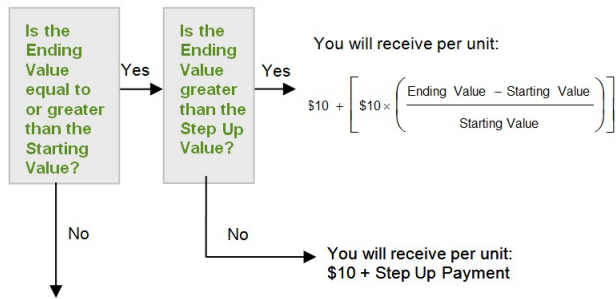 Is the
Ending
Value
equal to
or greater
than the
Starting
Value?
Yes
Is the
Ending
Value
greater
than the
Step Up
Value?
Yes
You will receive per unit:
$10 + [ $10 × ( Ending Value – Starting Value
Starting Value ) ]
No
No
You will receive per unit:
$10 + Step Up Payment